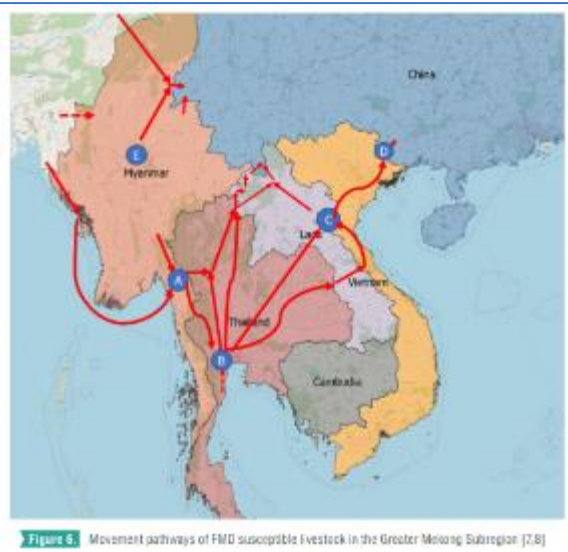 China
D
E
Myanmar
C
Laos
A
Vietnam
Thailand
B
Cambodia
Figure 6. Movement pathways of FMD susceptible livestock in the Greater Mekong Subregion [7,8]